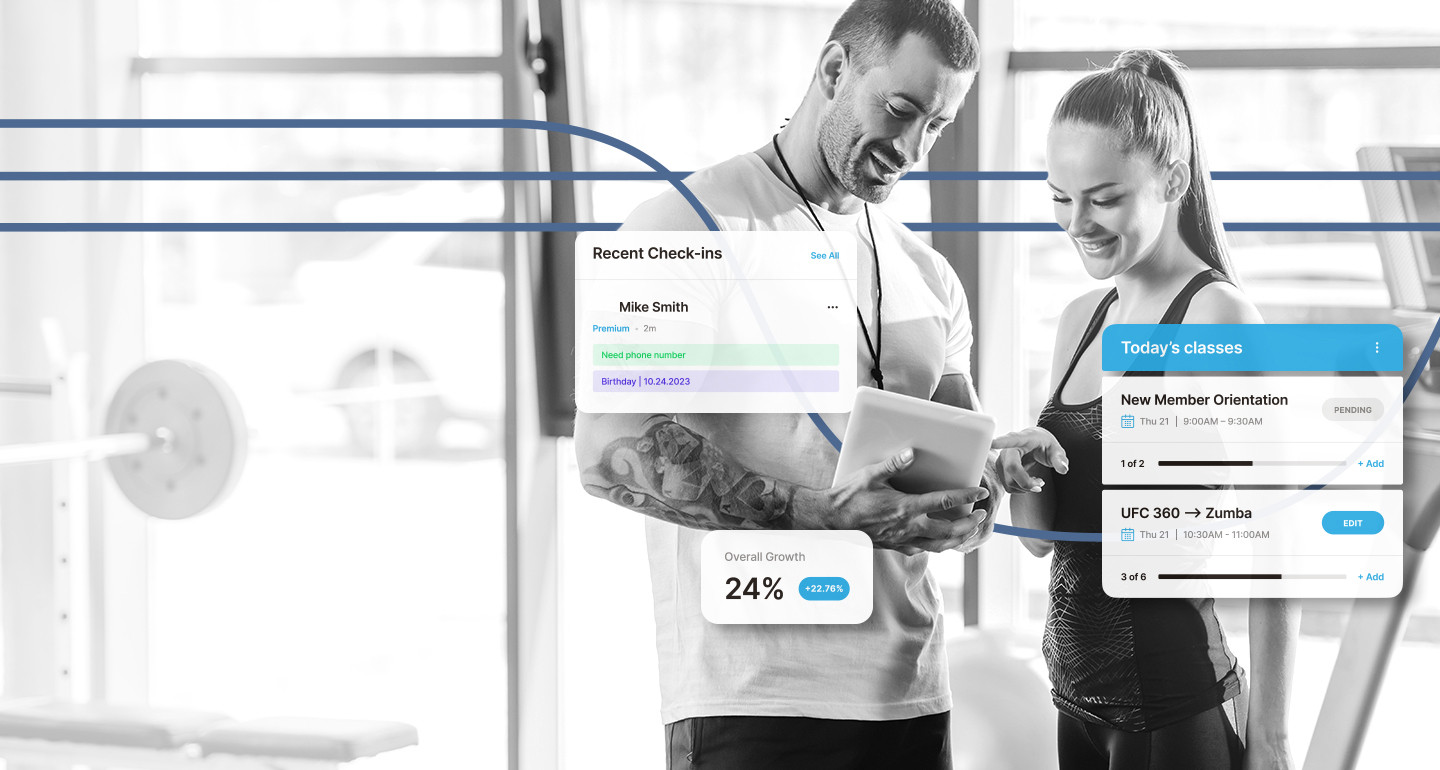 Recent Check-ins
See All
Mike Smith
Premium • 2m
Need phone number
Birthday | 10.24.2023
Overall Growth
24%
+22.76%
Today’s classes
New Member Orientation
Thu 21 | 9:00AM – 9:30AM
PENDING
1 of 2
+ Add
UFC 360 → Zumba
Thu 21 | 10:30AM - 11:00AM
EDIT
3 of 6
+ Add